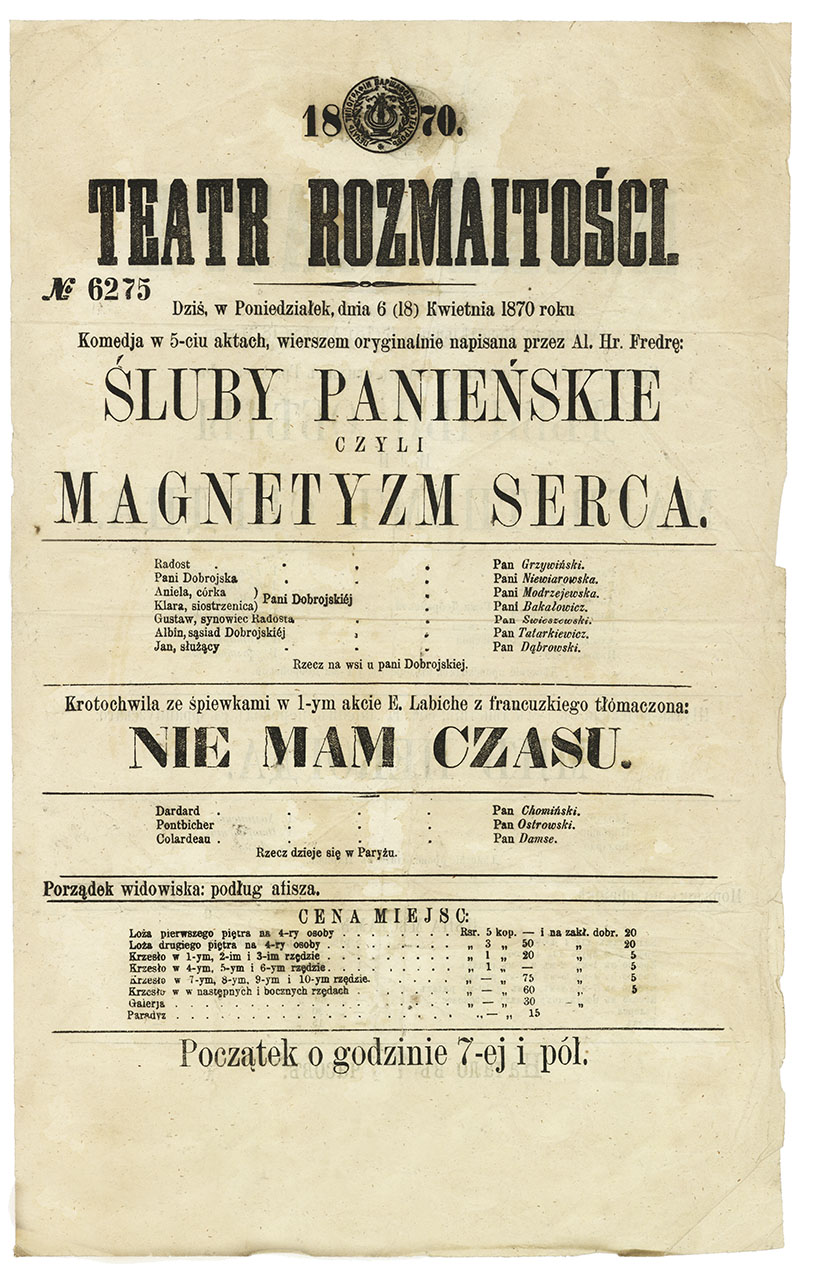 1870.
ПЕЧАТЬ ТИПОГРАФІИ ВАРШАВСКИХЪ ТЕАТРОВЪ
TEATR ROZMAITOŚCI.
№ 6275
Dziś, w Poniedziałek, dnia 6 (18) Kwietnia 1870 roku
Komedja w 5-ciu aktach, wierszem oryginalnie napisana przez Al. Hr. Fredrę:
ŚLUBY PANIEŃSKIE
CZYLI
MAGNETYZM SERCA.
Radost . . . . Pan Grzywiński.
Pani Dobrojska . . . Pani Niewiarowska.
Aniela, córka ) Pani Dobrojskiéj . Pani Modrzejewska.
Klara, siostrzenica) . Pani Bakałowicz.
Gustaw, synowiec Radosta . . Pan Swieszewski.
Albin, sąsiad Dobrojskiéj . . Pan Tatarkiewicz.
Jan, służący . . . . Pan Dąbrowski.
Rzecz na wsi u pani Dobrojskiej.
Krotochwila ze śpiewkami w 1-ym akcie E. Labiche z francuzkiego tłómaczona:
NIE MAM CZASU.
Dardard . . . . Pan Chomiński.
Pontbicher . . . Pan Ostrowski.
Colardeau . . . . Pan Damse.
Rzecz dzieje się w Paryżu.
Porządek widowiska: podług afisza.
CENA MIEJSC:
Loża pierwszego piętra na 4-ry osoby . . . . . . . . Rsr. 5 kop. — i na zakł. dobr. 20
Loża drugiego piętra na 4-ry osoby . . . . . . . . . „ 3 „ 50 „ 20
Krzesło w 1-ym, 2-im i 3-im rzędzie . . . . . . . . . „ 1 „ 20 „ 5
Krzesło w 4-ym, 5-ym i 6-ym rzędzie. . . . . . . . . „ 1 „ — „ 5
Krzesło w 7-ym, 8-ym, 9-ym i 10-ym rzędzie. . . . . . „ — „ 75 „ 5
Krzesło w w następnych i bocznych rzędach . . . . . . „ — „ 60 „ 5
Galerja . . . . . . . . . . . . . „ — „ 30 „
Paradyz . . . . . . . . . . . . . „ — „ 15
Początek o godzinie 7-ej i pół.